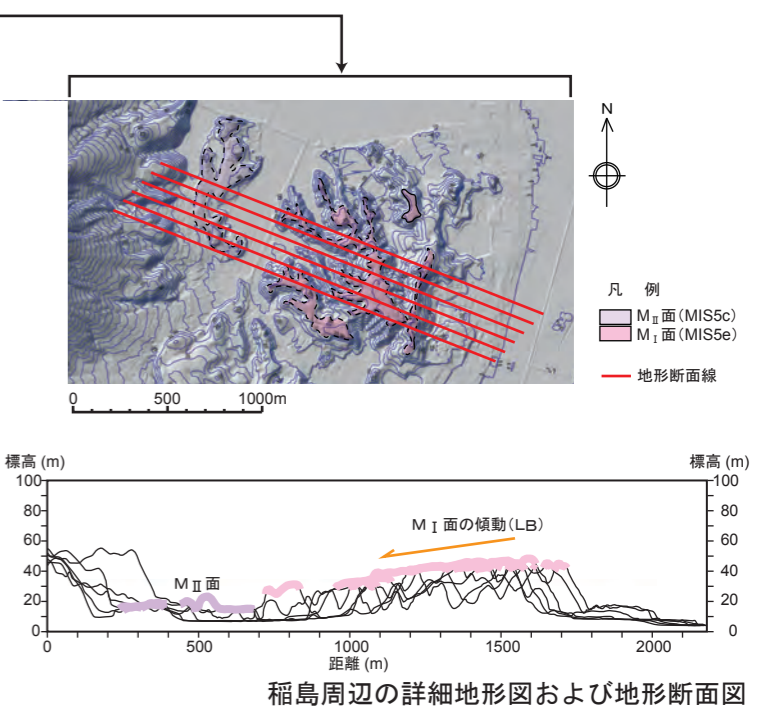 N
凡 例
MⅡ面(MIS5c)
MⅠ面(MIS5e)
地形断面線
0 500 1000m
標高 (m) 標高 (m)
100 100
80 80
60 60
40 40
20 20
0 0
MⅠ面の傾動(LB)
MⅡ面
0 500 1000 1500 2000
距離 (m)
稲島周辺の詳細地形図および地形断面図